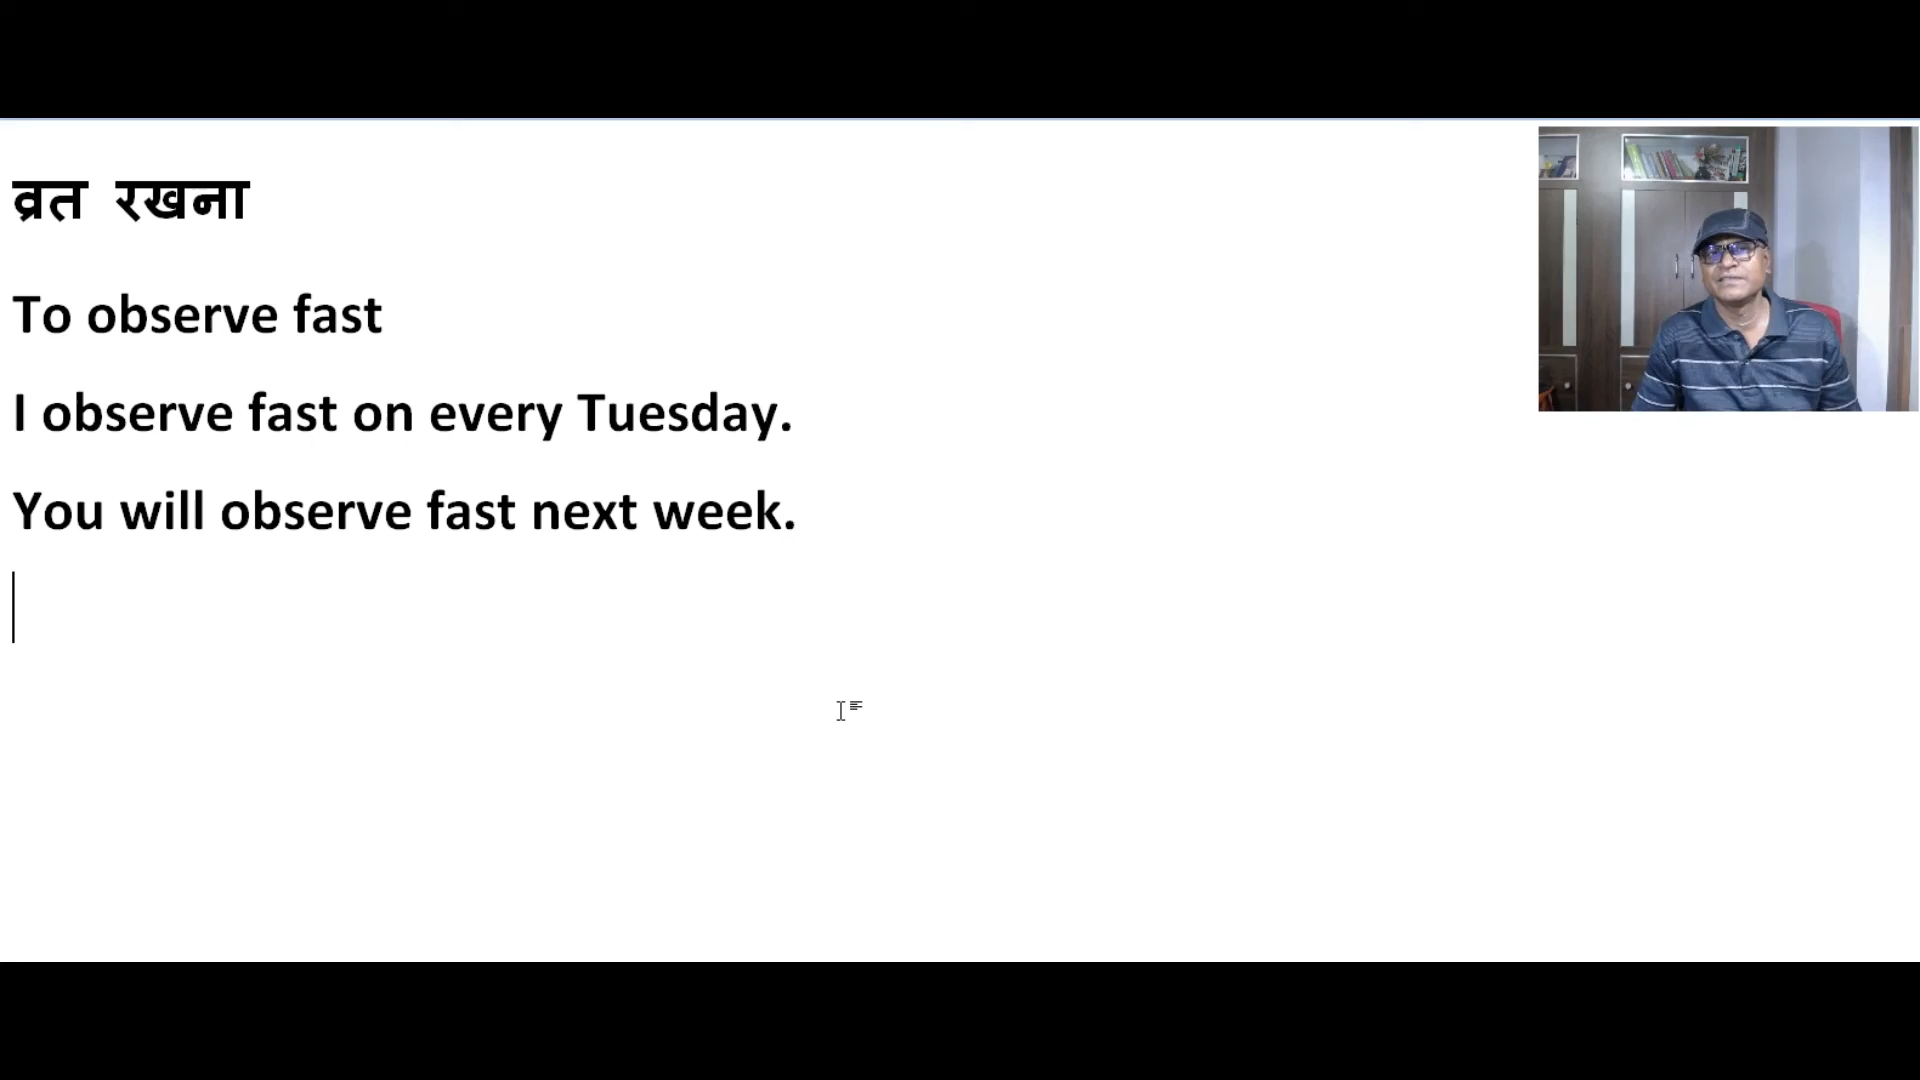 व्रत रखना
To observe fast
I observe fast on every Tuesday.
You will observe fast next week.